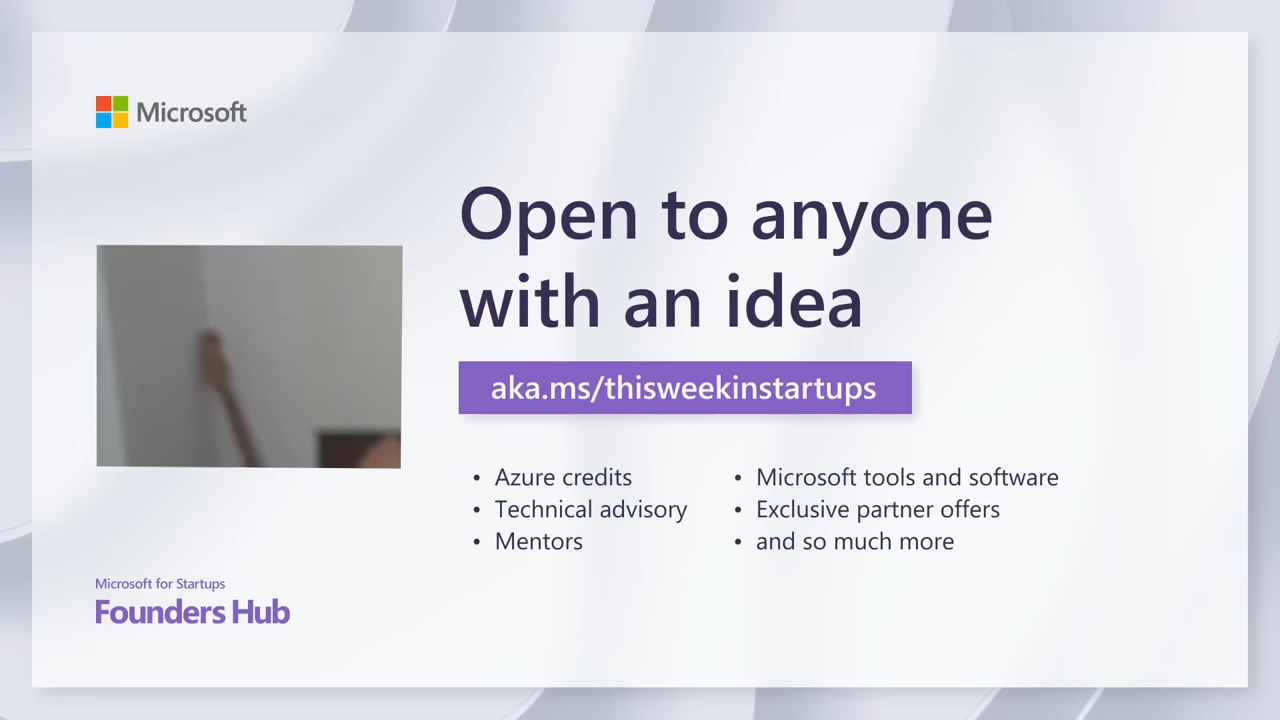 Microsoft
Open to anyone
with an idea
aka.ms/thisweekinstartups
• Azure credits
• Technical advisory
• Mentors
• Microsoft tools and software
• Exclusive partner offers
• and so much more
Microsoft for Startups
Founders Hub